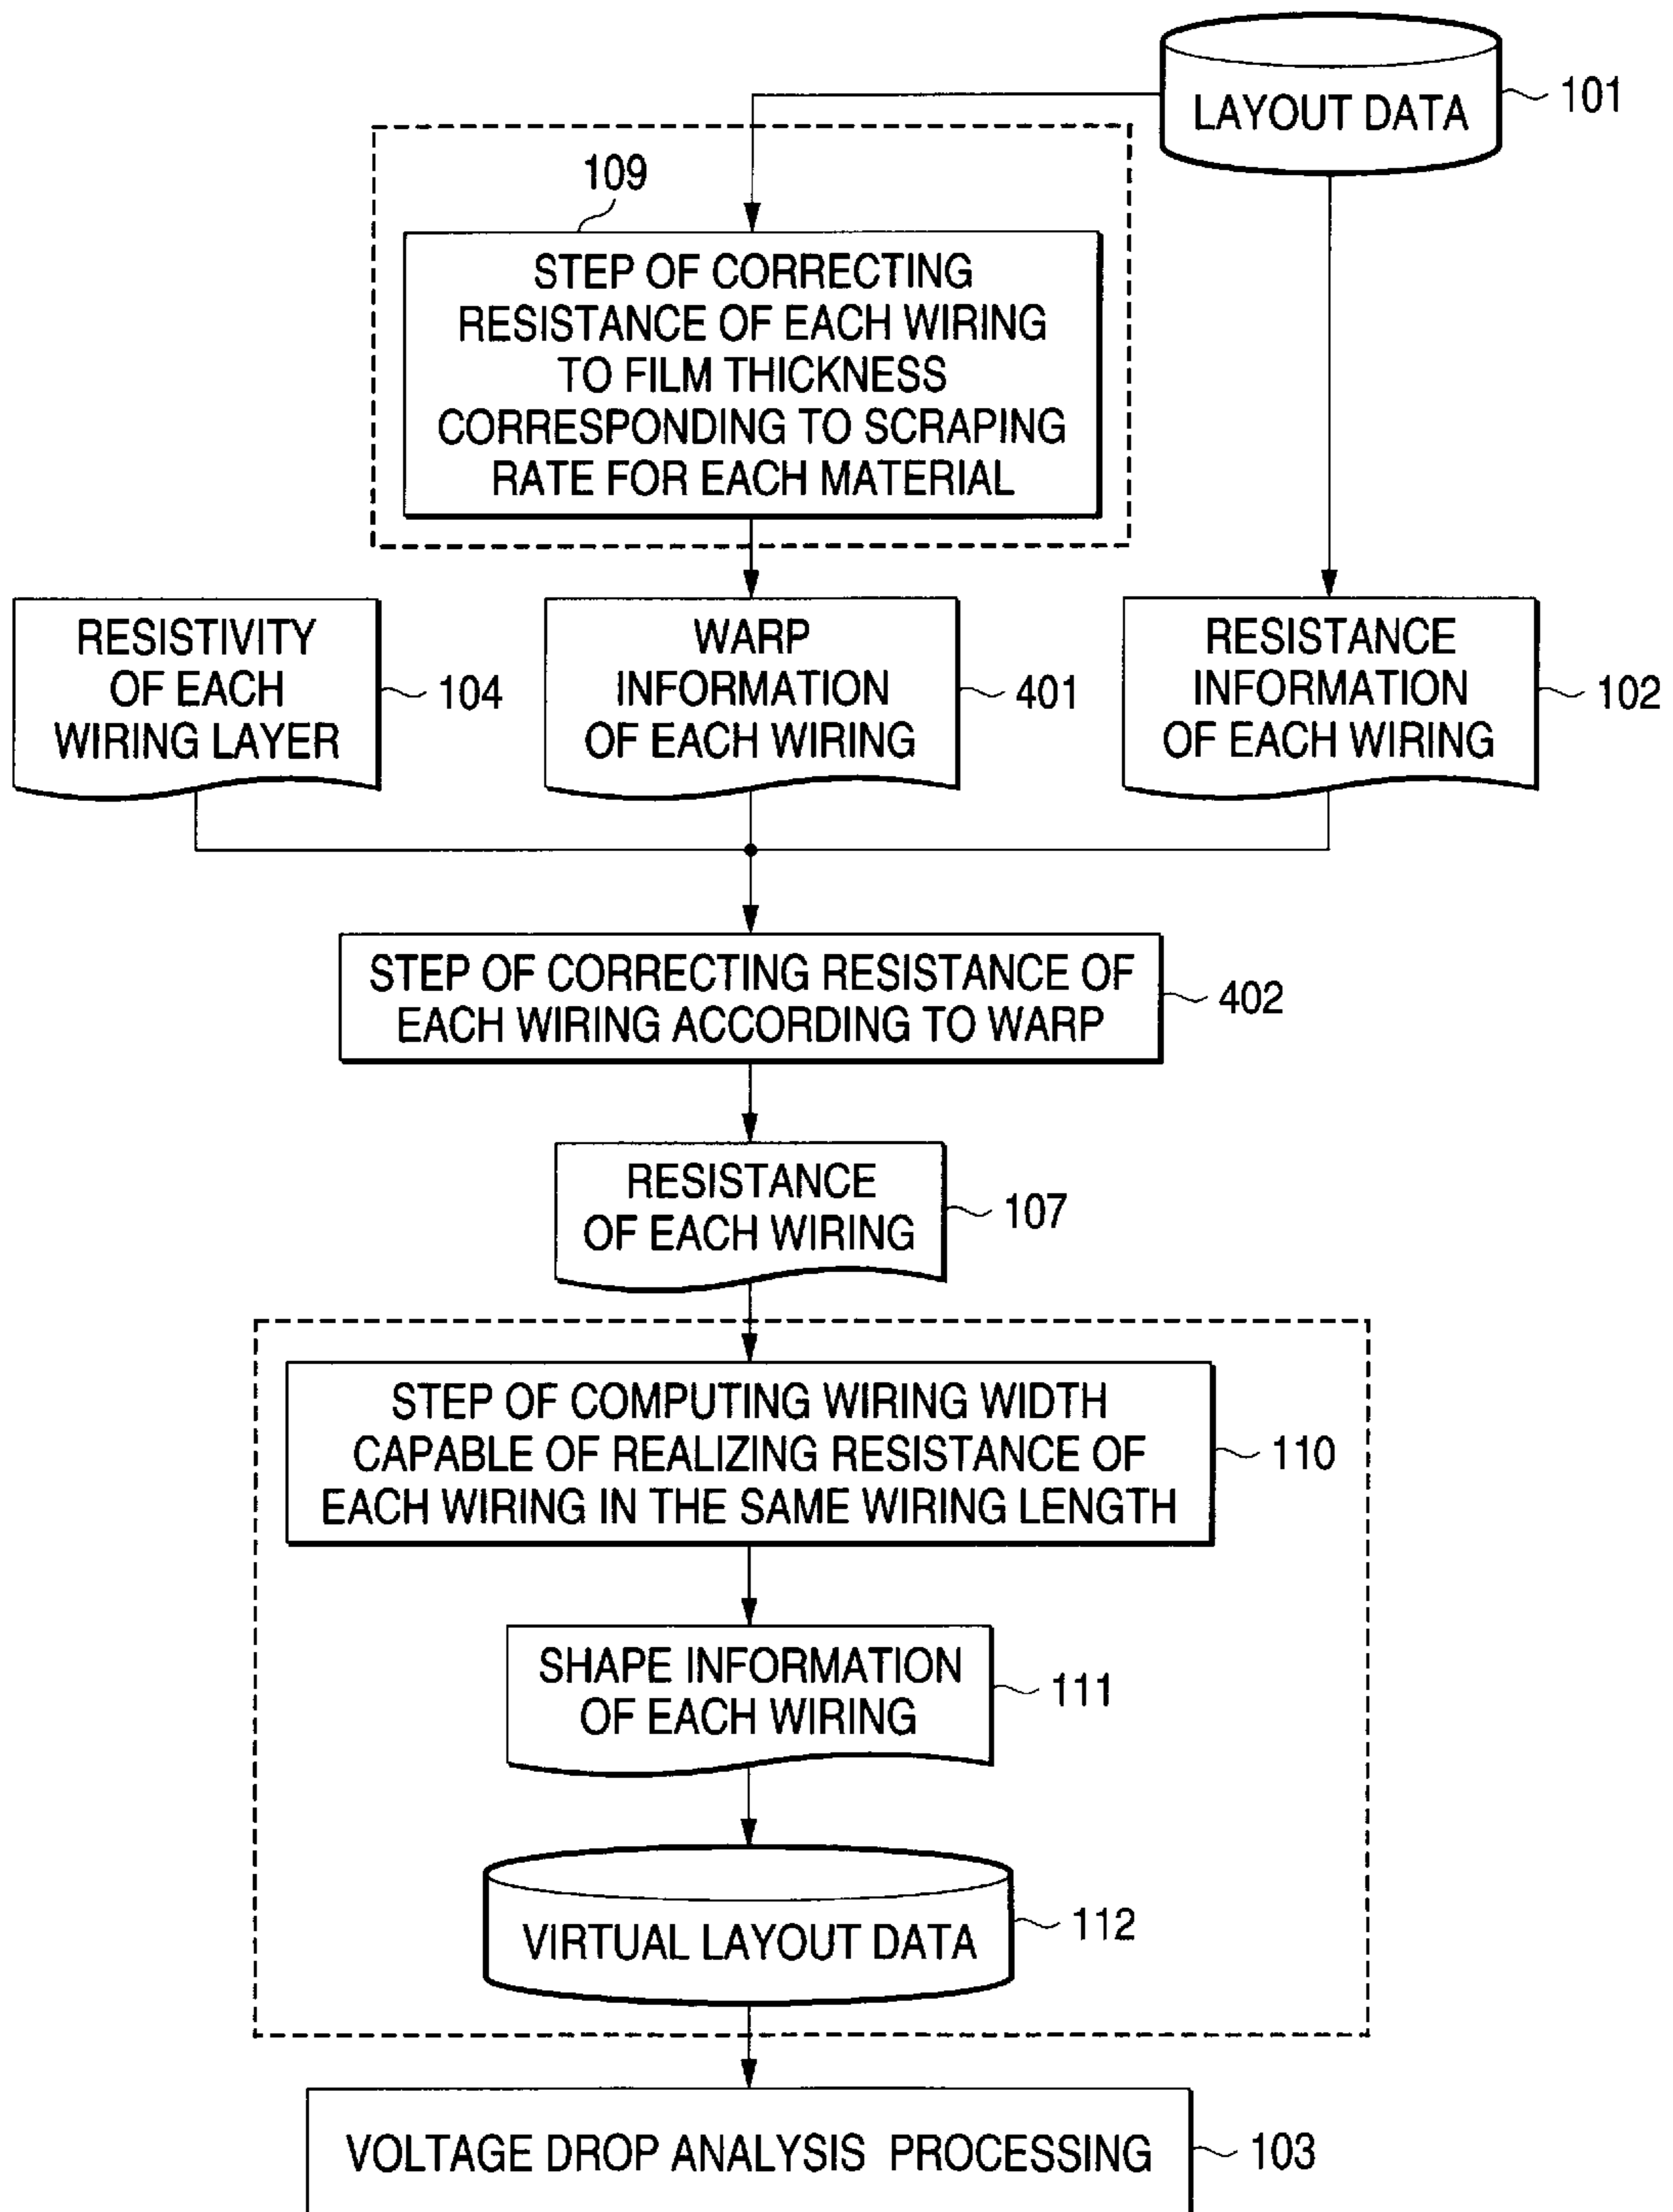 LAYOUT DATA
101
109
STEP OF CORRECTING
RESISTANCE OF EACH WIRING
TO FILM THICKNESS
CORRESPONDING TO SCRAPING
RATE FOR EACH MATERIAL
RESISTIVITY
OF EACH
WIRING LAYER
104
WARP
INFORMATION
OF EACH WIRING
401
RESISTANCE
INFORMATION
OF EACH WIRING
102
STEP OF CORRECTING RESISTANCE OF
EACH WIRING ACCORDING TO WARP
402
RESISTANCE
OF EACH WIRING
107
STEP OF COMPUTING WIRING WIDTH
CAPABLE OF REALIZING RESISTANCE OF
EACH WIRING IN THE SAME WIRING LENGTH
110
SHAPE INFORMATION
OF EACH WIRING
111
VIRTUAL LAYOUT DATA
112
VOLTAGE DROP ANALYSIS PROCESSING
103